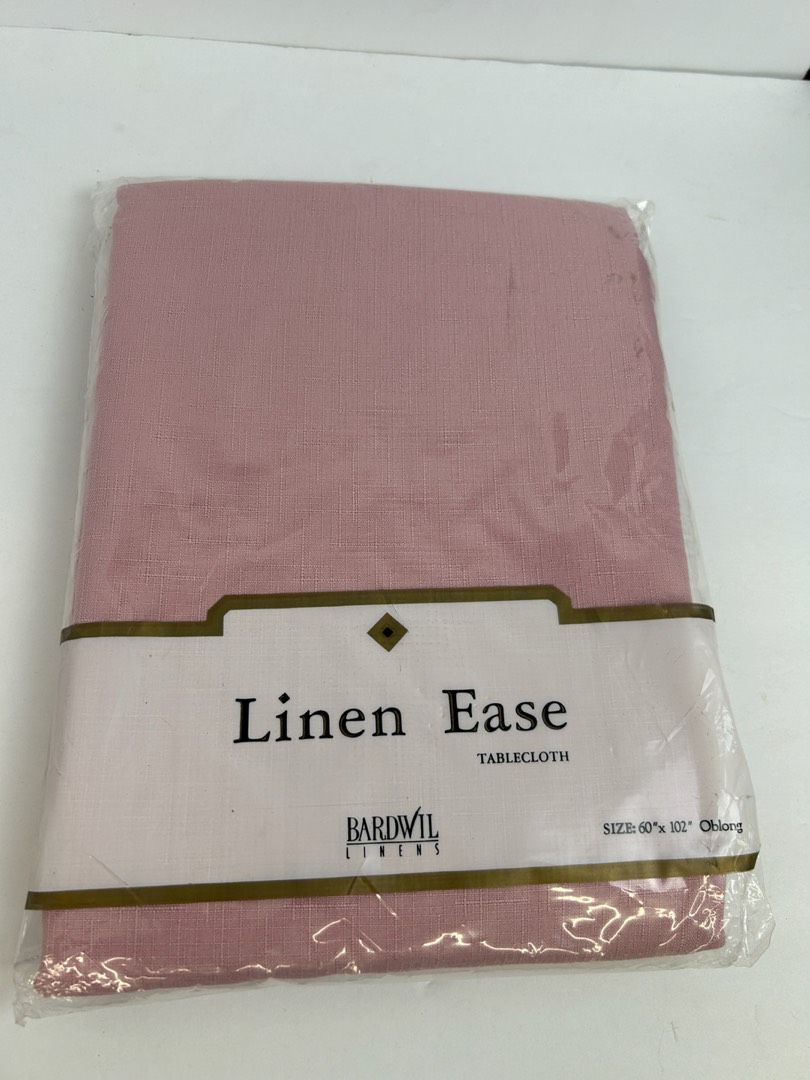 Linen Ease
TABLECLOTH
BARDWIL
LINENS
SIZE: 60"x 102" Oblong